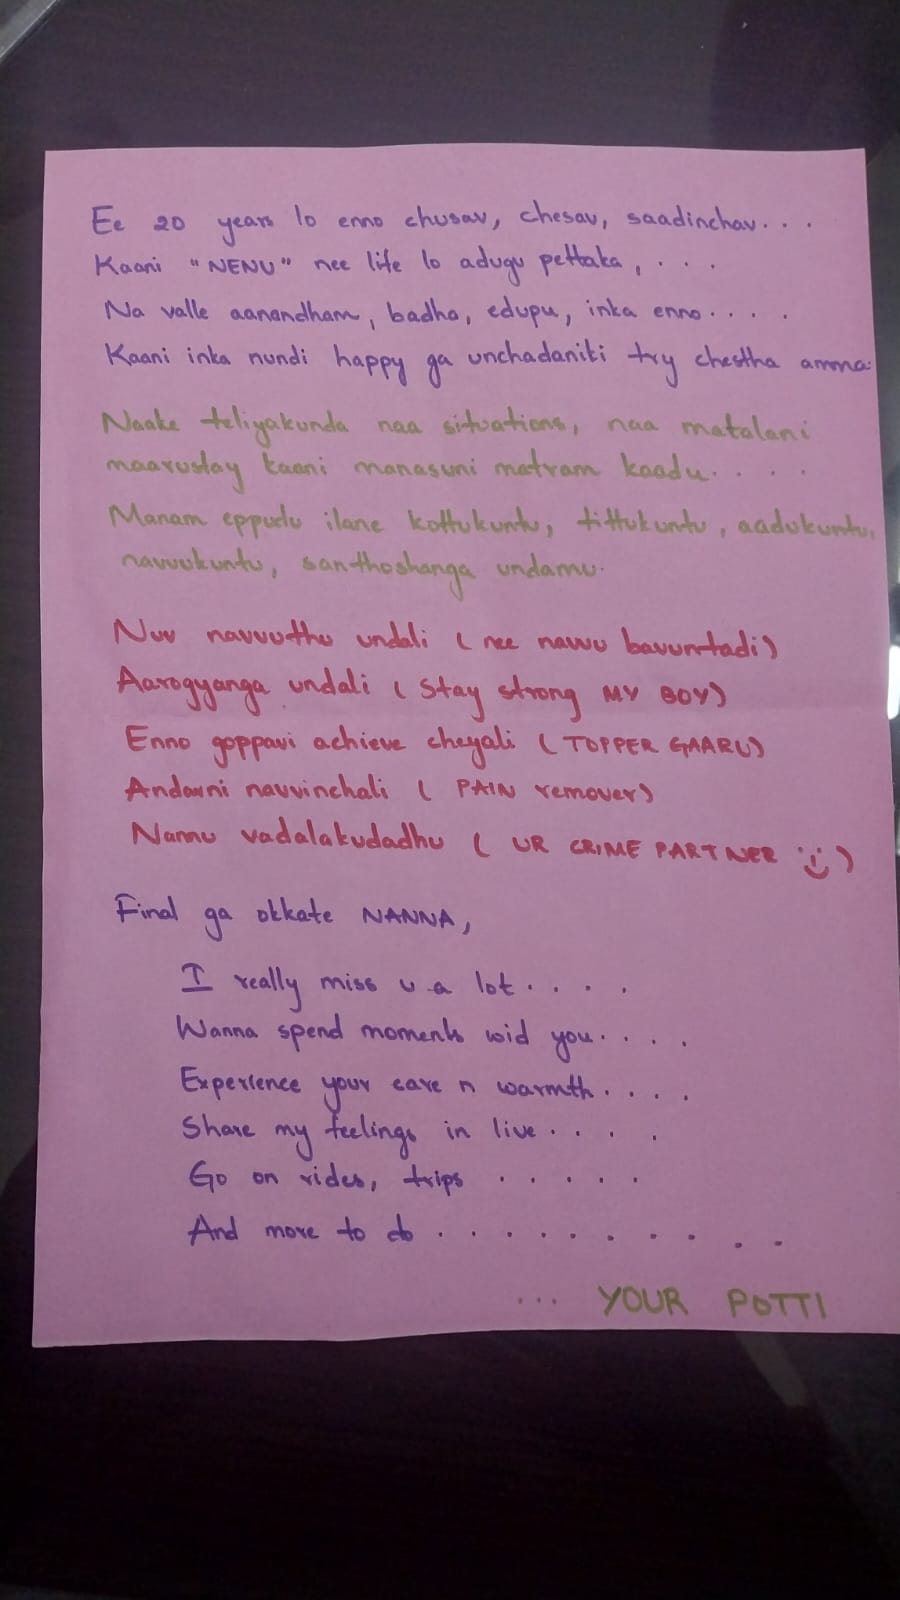 Ee 20 years lo enno chusav, chesav, saadinchav...
Kaani "NENU" nee life lo adugu pettaka, ...
Na valle aanandham, badha, edupu, inka enno....
Kaani inka nundi happy ga unchadaniki try chestha amma.
Naake teliyakunda naa situations, naa matalani
maarustay kaani manasuni matram kaadu....
Manam eppudu ilane kottukuntu, tittukuntu, aadukuntu,
navvukuntu, santhoshanga undamu.
Nuv navvuthu undali (nee navvu bavuntadi)
Aarogyanga undali (Stay strong MY BOY)
Enno goppavi achieve cheyali (TOPPER GAARU)
Andarni navvinchali (PAIN remover)
Nannu vadalakudadhu (UR CRIME PARTNER :))
Final ga okkate NANNA,
I really miss u a lot....
Wanna spend moments wid you....
Experience your care n warmth....
Share my feelings in live....
Go on rides, trips .....
And more to do ..........
... YOUR POTTI